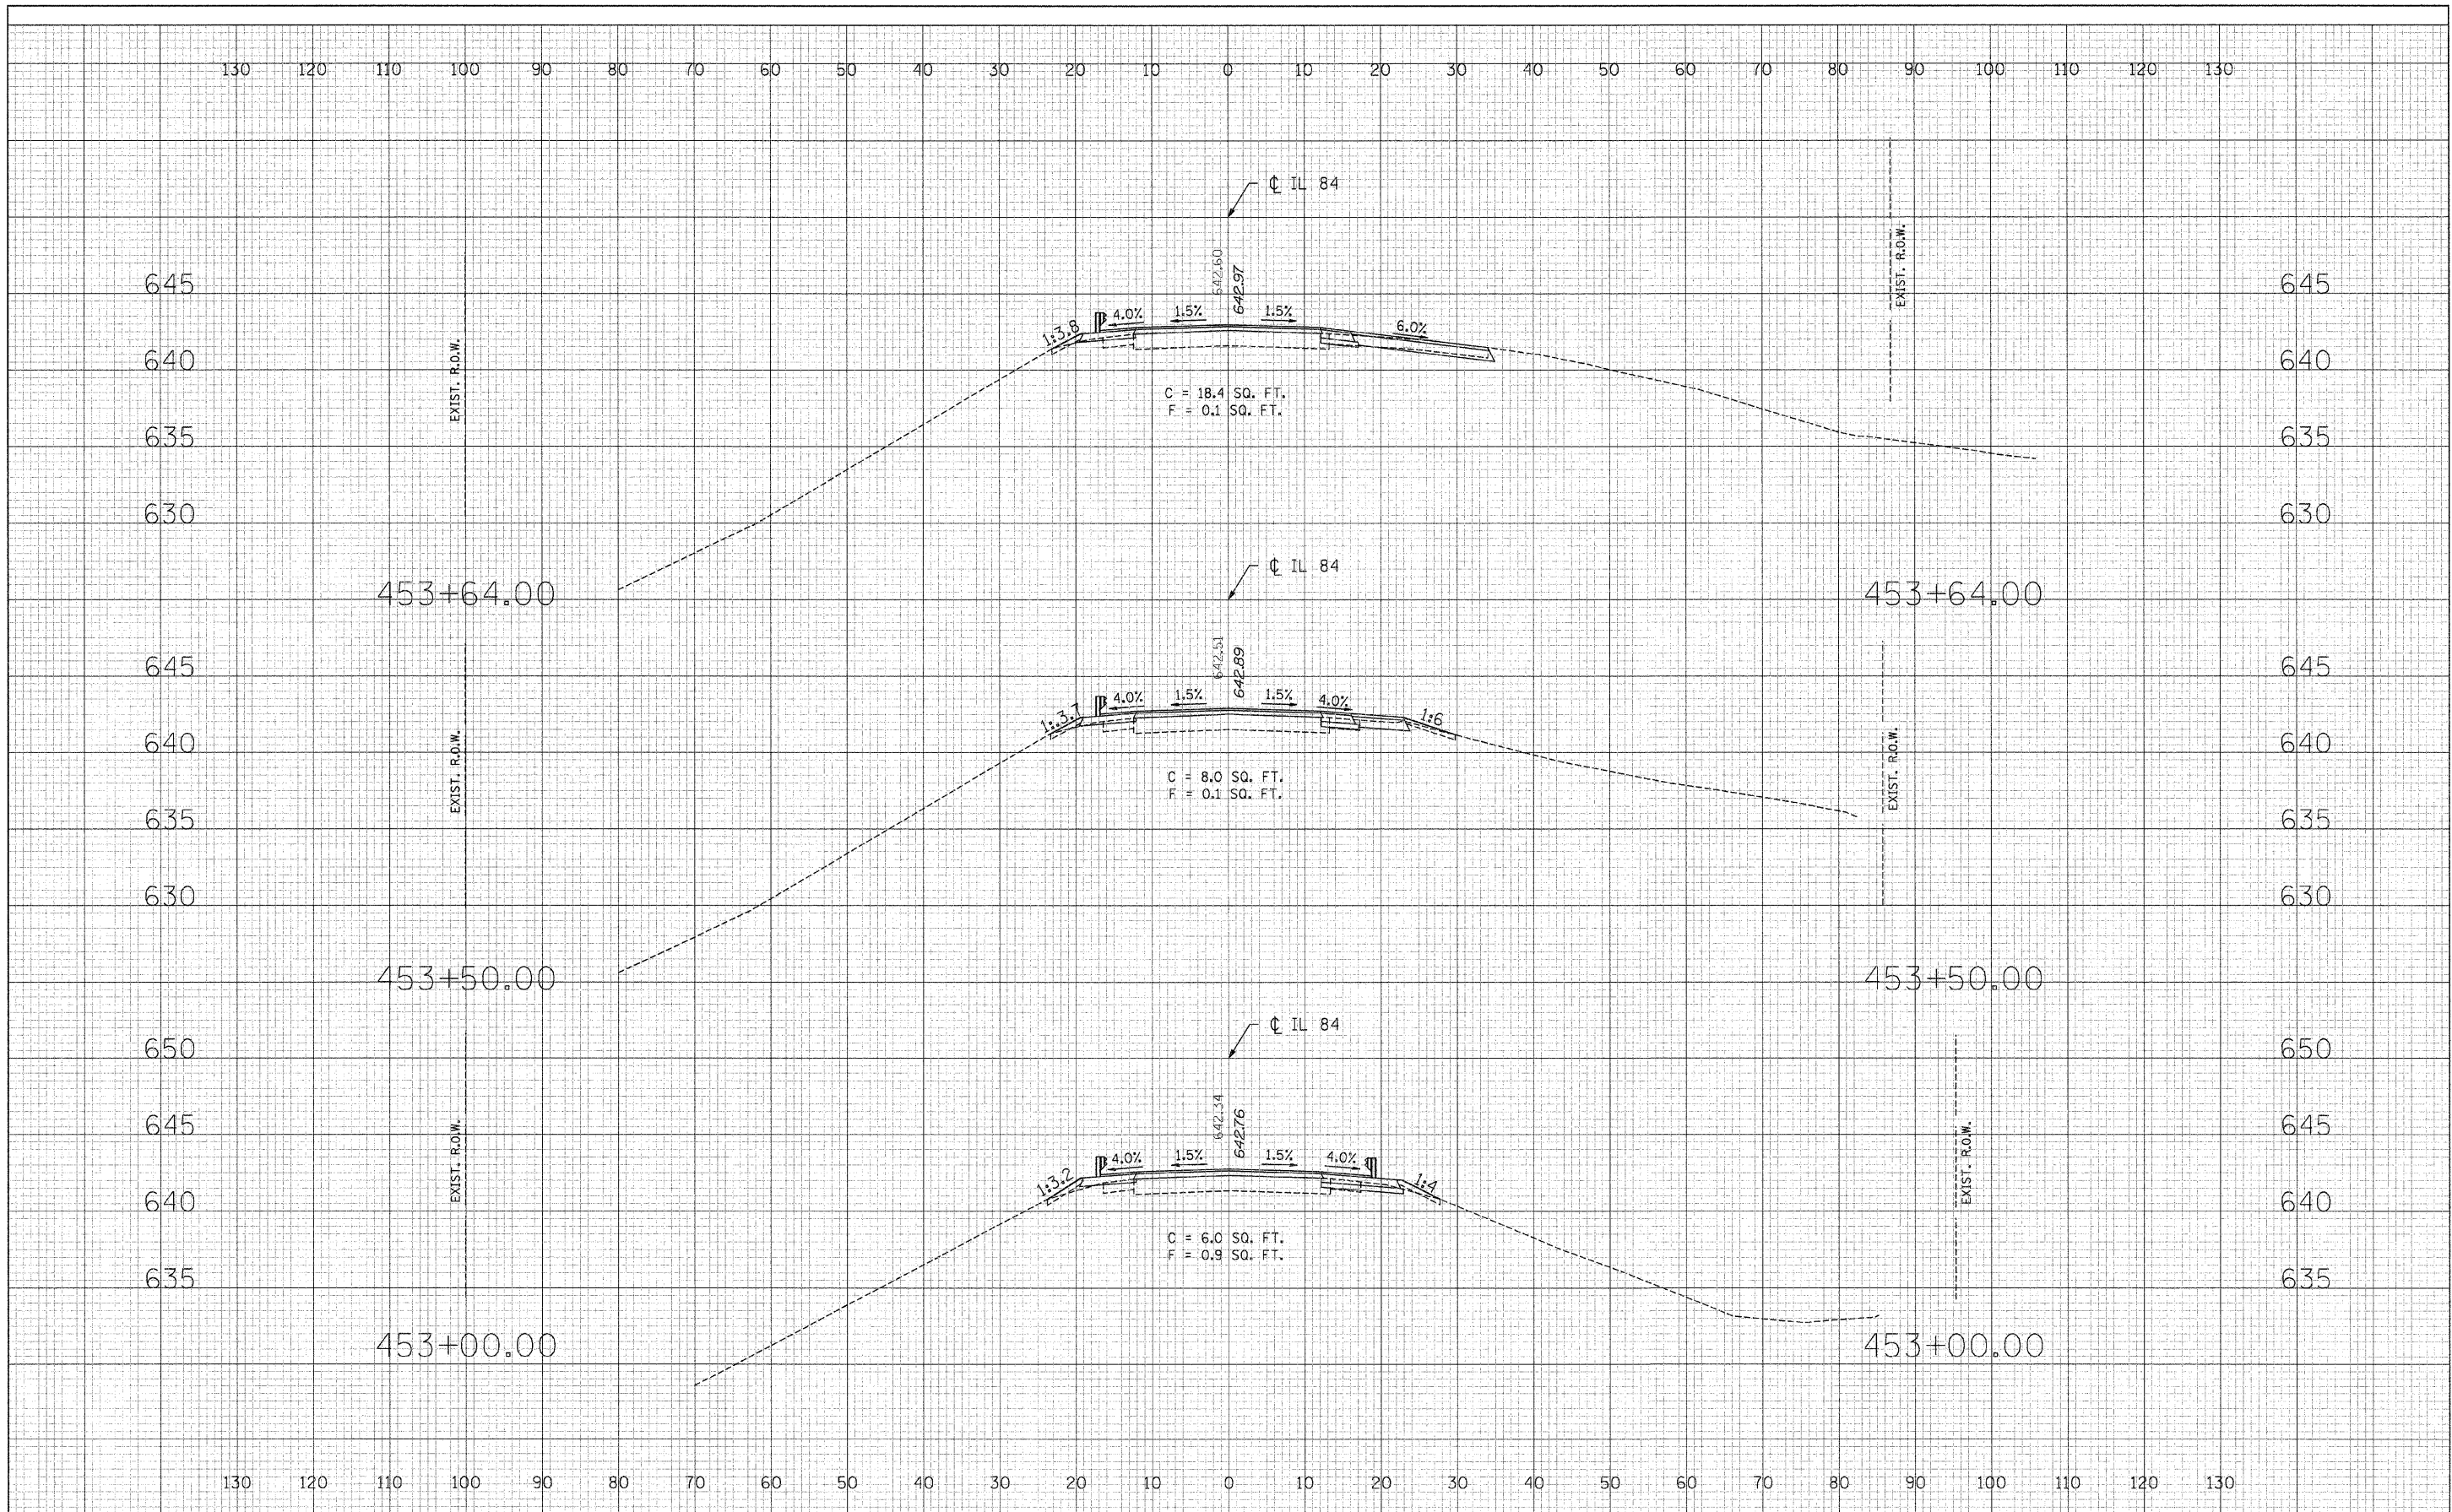 130 120 110 100 90 80 70 60 50 40 30 20 10 0 10 20 30 40 50 60 70 80 90 100 110 120 130
℄ IL 84
EXIST. R.O.W.
642.60
642.97
645 645
1:3.8 4.0% 1.5% 1.5% 6.0%
EXIST. R.O.W.
640 640
C = 18.4 SQ. FT.
F = 0.1 SQ. FT.
635 635
630 630
℄ IL 84
453+64.00 453+64.00
642.51
642.89
645 645
1:3.7 4.0% 1.5% 1.5% 4.0% 1:6
EXIST. R.O.W. EXIST. R.O.W.
640 640
C = 8.0 SQ. FT.
F = 0.1 SQ. FT.
635 635
630 630
453+50.00 453+50.00
℄ IL 84
650 650
642.34
642.76
645 645
1:3.2 4.0% 1.5% 1.5% 4.0% 1:4
EXIST. R.O.W. EXIST. R.O.W.
640 640
C = 6.0 SQ. FT.
F = 0.9 SQ. FT.
635 635
453+00.00 453+00.00
130 120 110 100 90 80 70 60 50 40 30 20 10 0 10 20 30 40 50 60 70 80 90 100 110 120 130